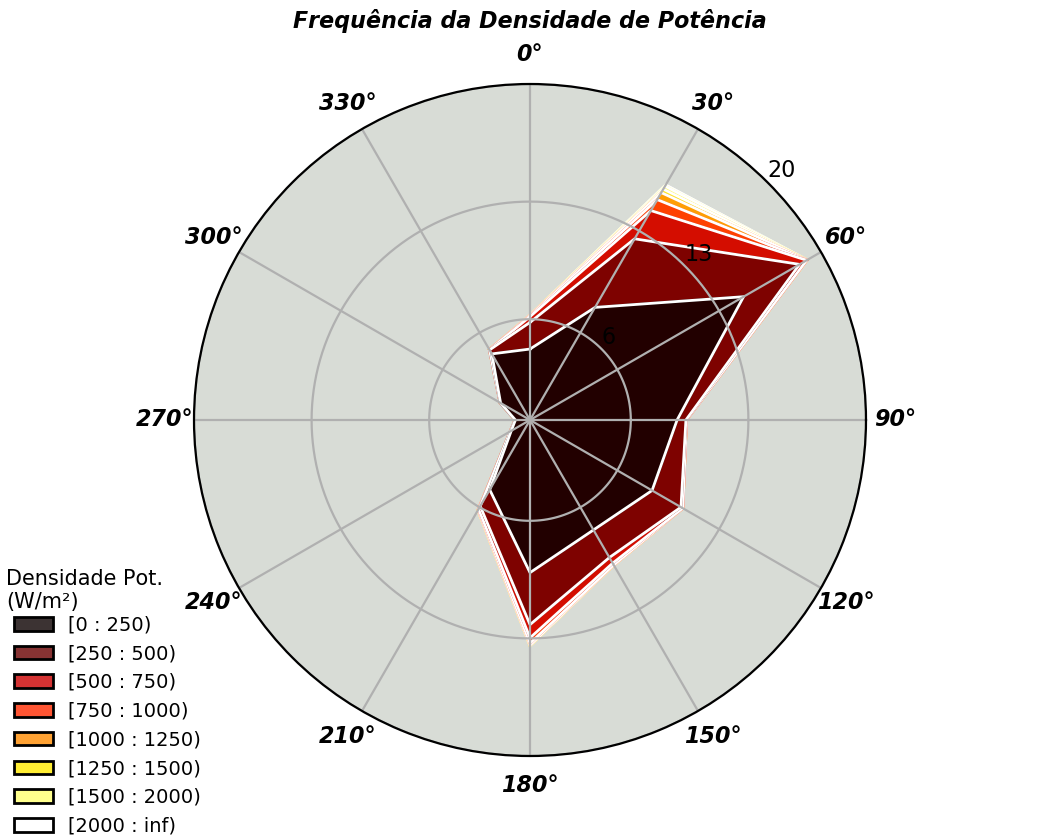 Frequência da Densidade de Potência
0°
330°
30°
20
300°
60°
13
6
270°
90°
240°
120°
210°
150°
180°
Densidade Pot.
(W/m²)
[0 : 250)
[250 : 500)
[500 : 750)
[750 : 1000)
[1000 : 1250)
[1250 : 1500)
[1500 : 2000)
[2000 : inf)